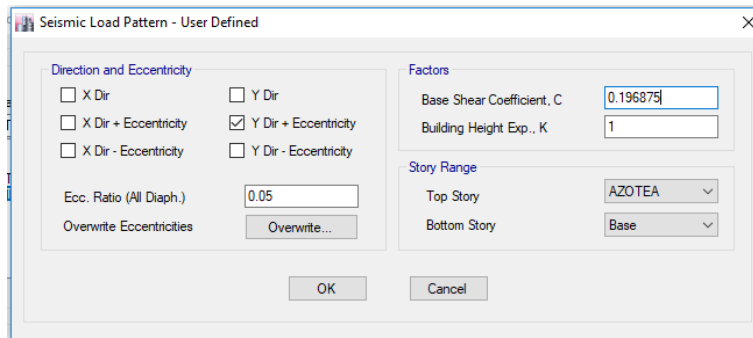 Seismic Load Pattern - User Defined
Direction and Eccentricity
X Dir
Y Dir
X Dir + Eccentricity
Y Dir + Eccentricity
X Dir - Eccentricity
Y Dir - Eccentricity
Ecc. Ratio (All Diaph.)
0.05
Overwrite Eccentricities
Overwrite...
Factors
Base Shear Coefficient, C
0.196875
Building Height Exp., K
1
Story Range
Top Story
AZOTEA
Bottom Story
Base
OK
Cancel